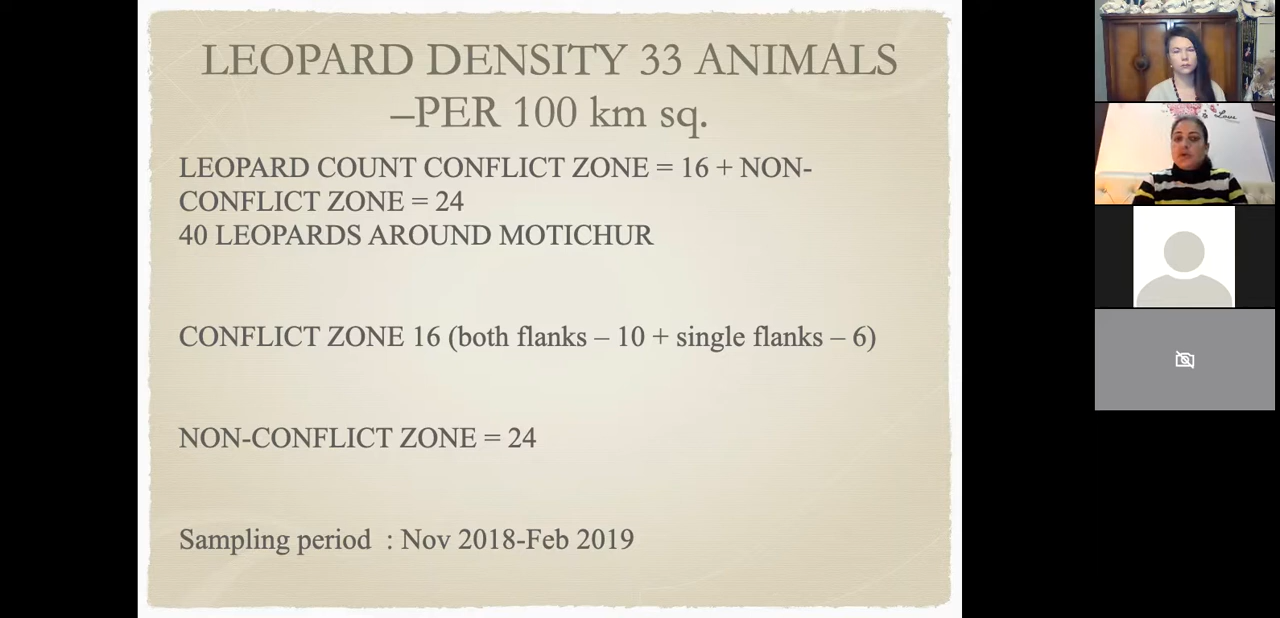 LEOPARD DENSITY 33 ANIMALS
–PER 100 km sq.
LEOPARD COUNT CONFLICT ZONE = 16 + NON-
CONFLICT ZONE = 24
40 LEOPARDS AROUND MOTICHUR
CONFLICT ZONE 16 (both flanks – 10 + single flanks – 6)
NON-CONFLICT ZONE = 24
Sampling period : Nov 2018-Feb 2019